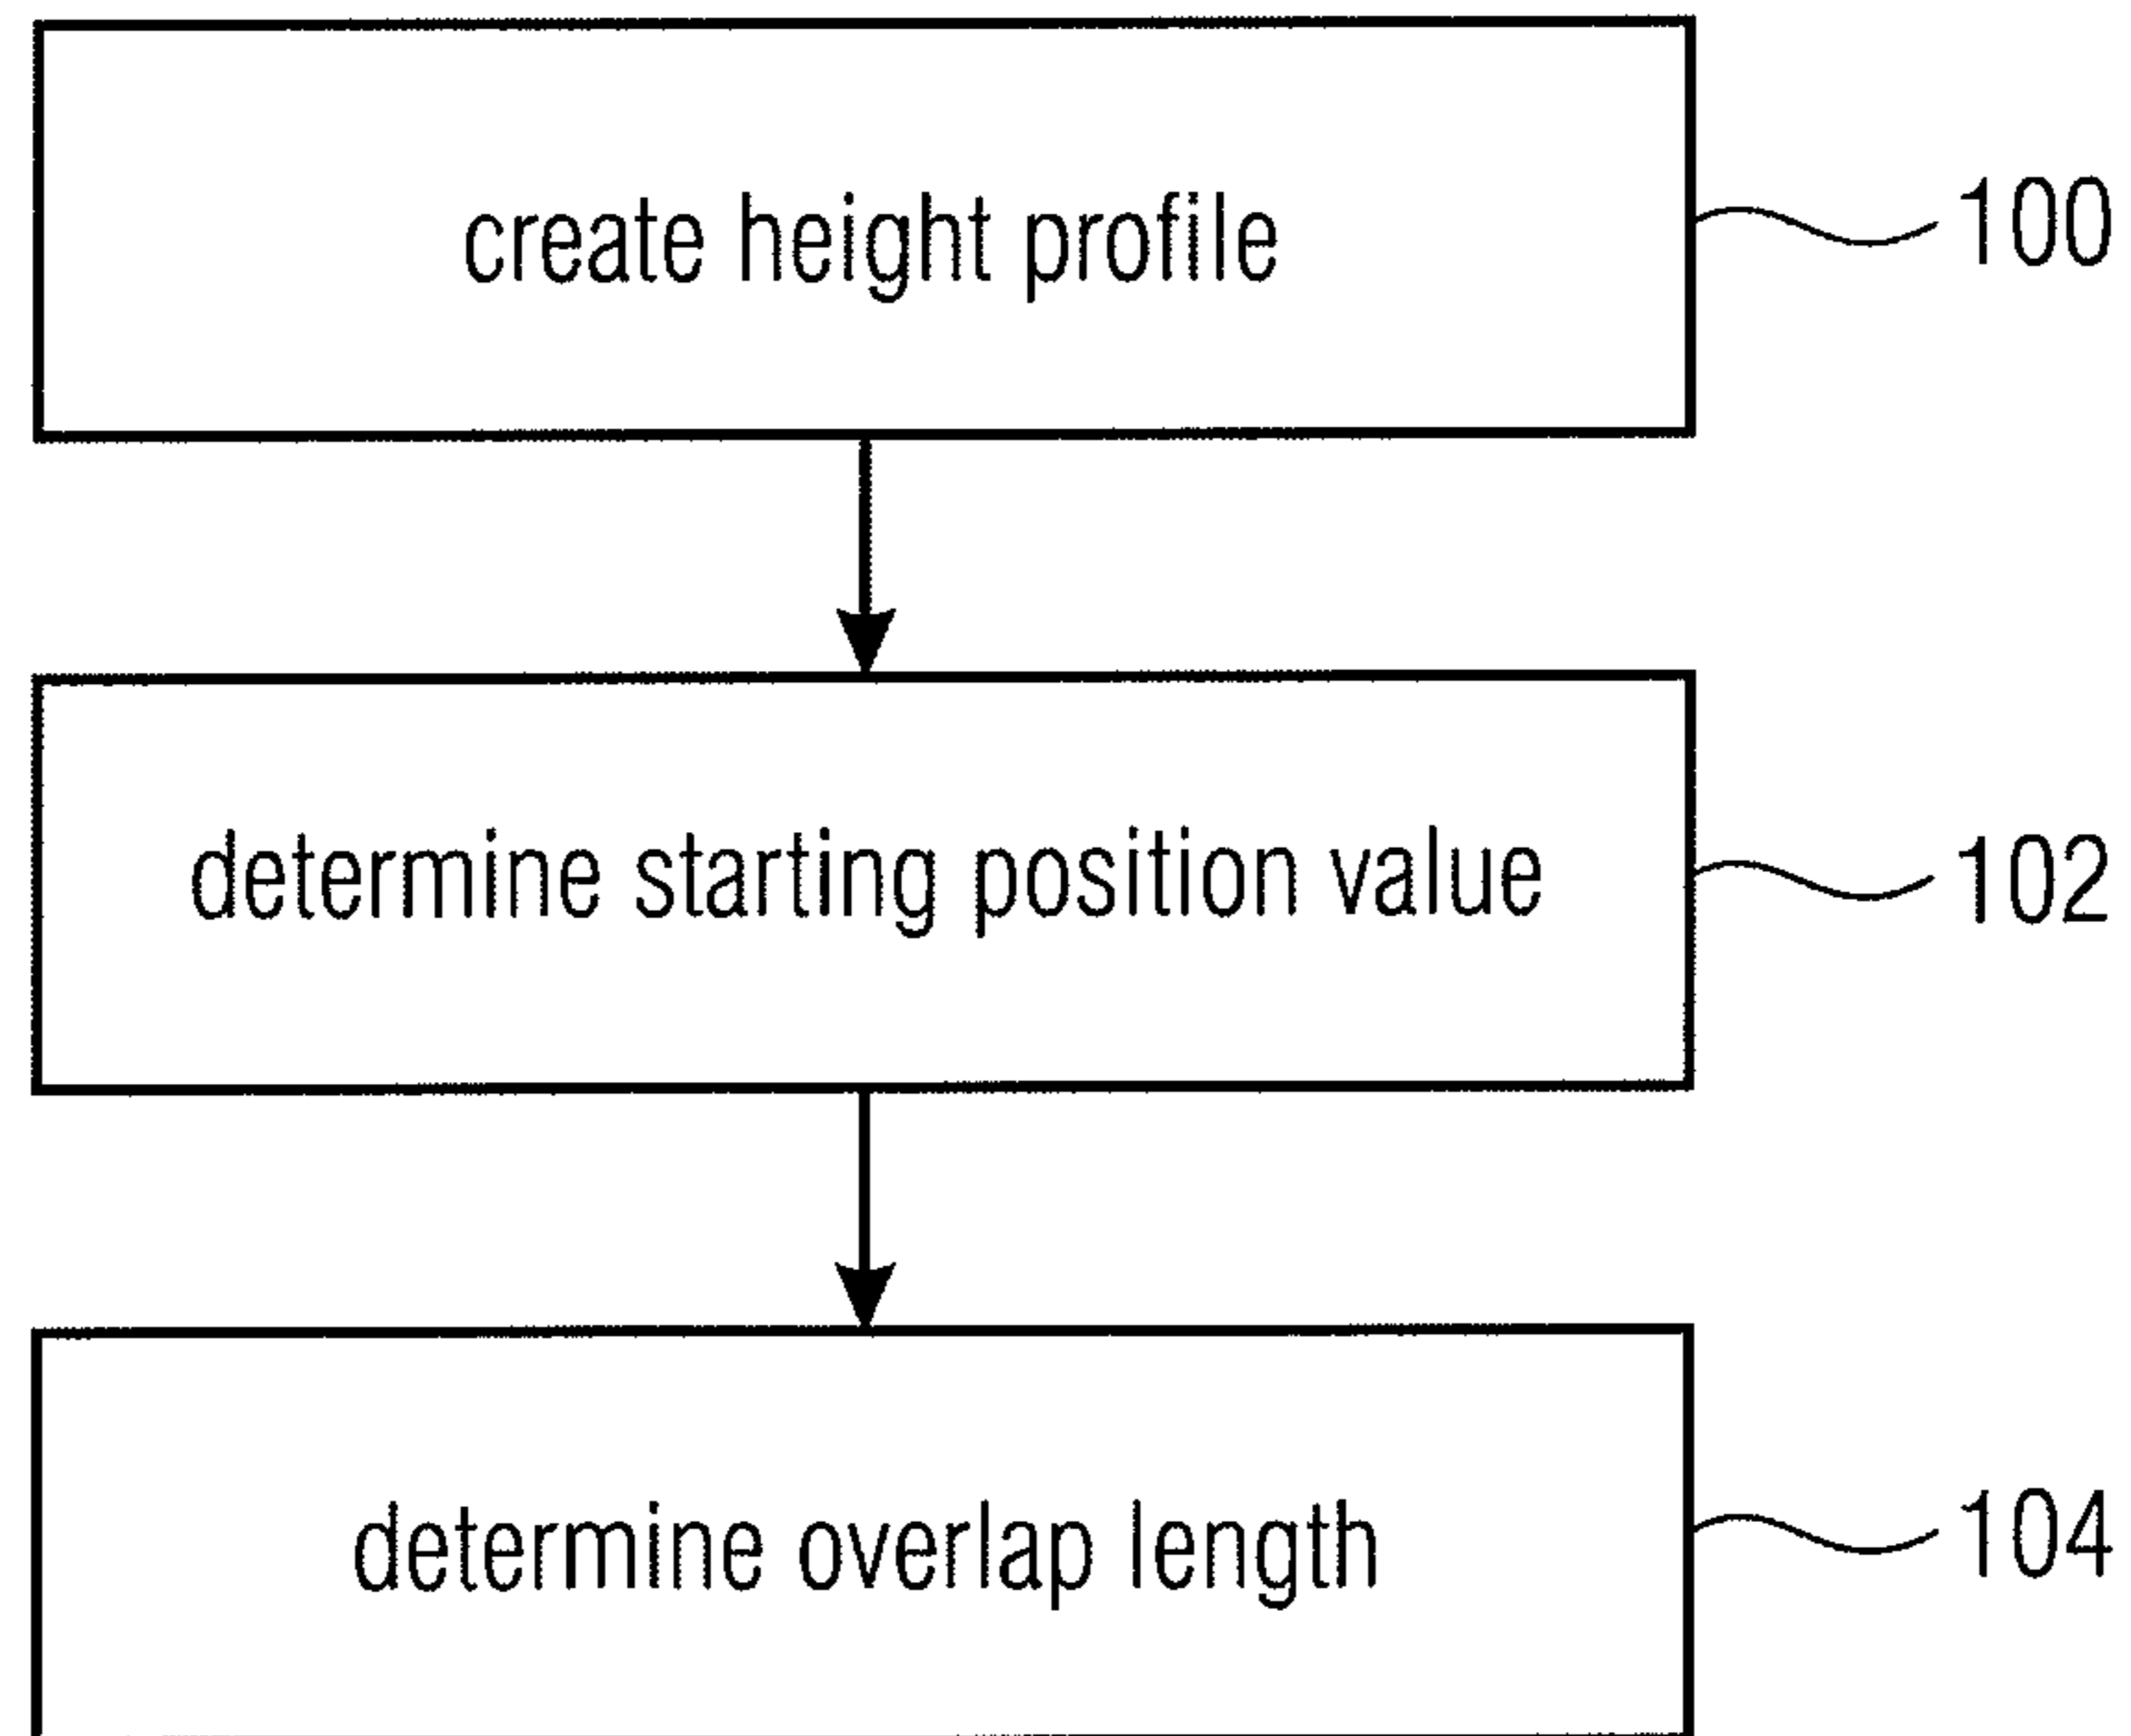 create height profile
100
determine starting position value
102
determine overlap length
104